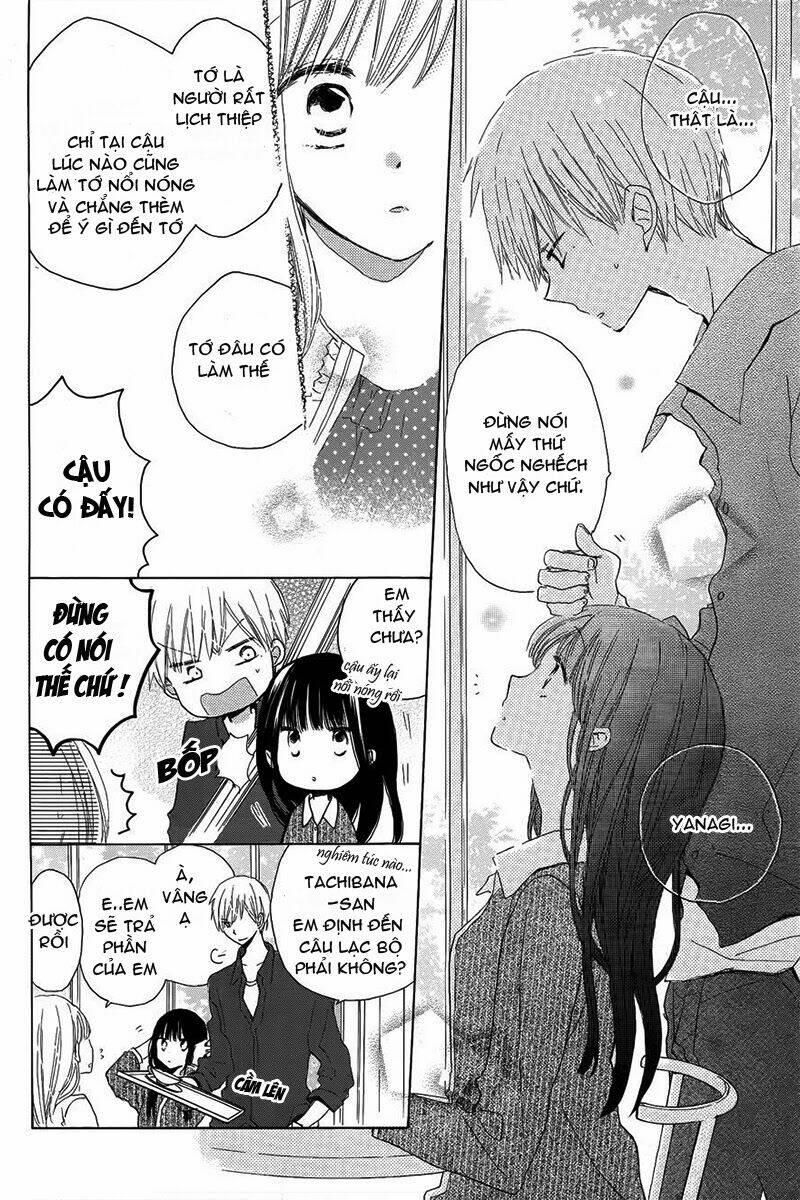 CẬU...
THẬT LÀ...
ĐỪNG NÓI
MẤY THỨ
NGỐC NGHẾCH
NHƯ VẬY CHỨ.
YANAGI...
TỚ LÀ
NGƯỜI RẤT
LỊCH THIỆP
CHỈ TẠI CẬU
LÚC NÀO CŨNG
LÀM TỚ NỔI NÓNG
VÀ CHẲNG THÈM
ĐỂ Ý GÌ ĐẾN TỚ
TỚ ĐÂU CÓ
LÀM THẾ
CẬU
CÓ ĐẤY!
EM
THẤY
CHƯA?
cậu ấy lại
nổi nóng rồi
ĐỪNG
CÓ NÓI
THẾ CHỨ!
BỐP
nghiêm túc nào...
TACHIBANA
-SAN
EM ĐỊNH ĐẾN
CÂU LẠC BỘ
PHẢI KHÔNG?
À,
VÂNG
Ạ
E..EM
SẼ TRẢ
PHẦN
CỦA EM
ĐƯỢC
RỒI
CẦM LÊN